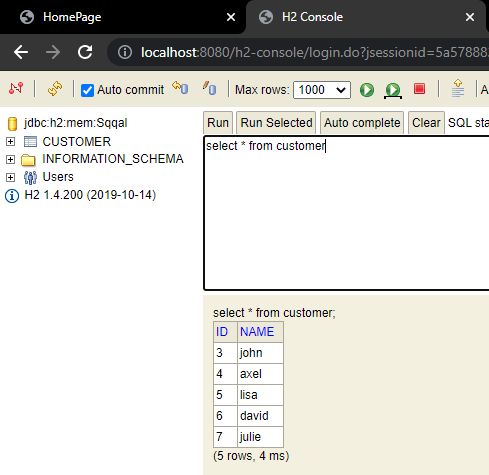 HomePage
H2 Console
localhost:8080/h2-console/login.do?jsessionid=5a57888
Auto commit
Max rows: 1000
A
jdbc:h2:mem:Sqqal
CUSTOMER
INFORMATION_SCHEMA
Users
H2 1.4.200 (2019-10-14)
Run Run Selected Auto complete Clear SQL sta
select * from customer
select * from customer;
ID NAME
3 john
4 axel
5 lisa
6 david
7 julie
(5 rows, 4 ms)